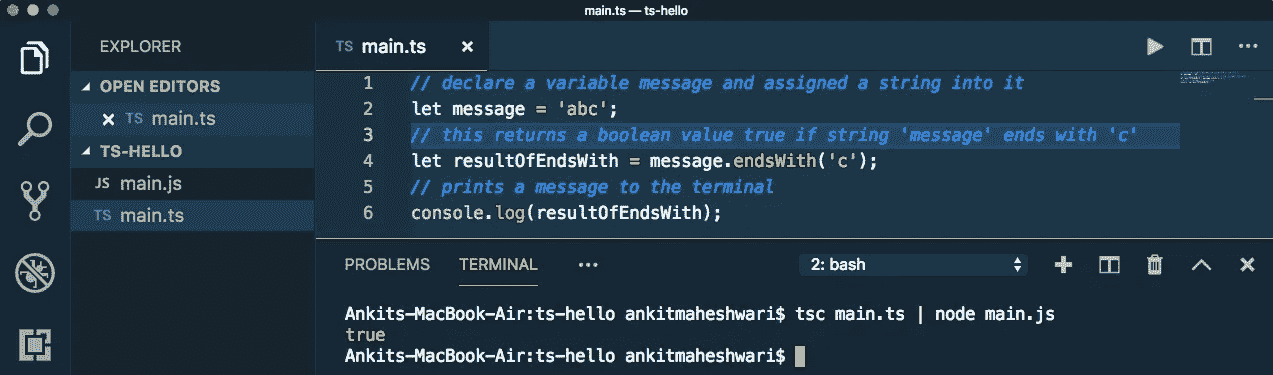 main.ts — ts-hello
EXPLORER
OPEN EDITORS
TS main.ts
TS-HELLO
JS main.js
TS main.ts
TS main.ts
1 // declare a variable message and assigned a string into it
2 let message = 'abc';
3 // this returns a boolean value true if string 'message' ends with 'c'
4 let resultOfEndsWith = message.endsWith('c');
5 // prints a message to the terminal
6 console.log(resultOfEndsWith);
PROBLEMS TERMINAL ••• 2: bash
Ankits-MacBook-Air:ts-hello ankitmaheshwari$ tsc main.ts | node main.js
true
Ankits-MacBook-Air:ts-hello ankitmaheshwari$